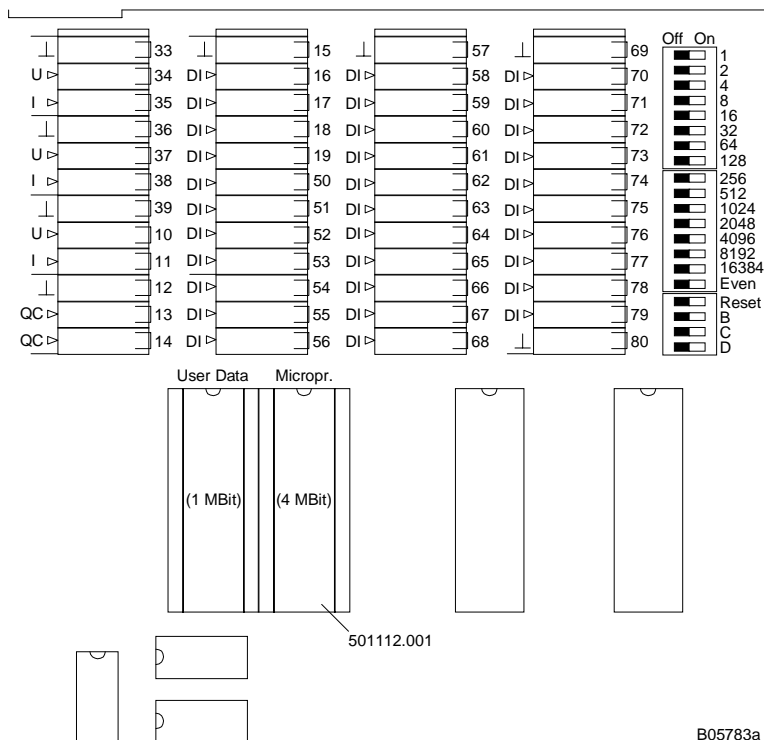 Off On
⊥ 33 ⊥ 15 ⊥ 57 ⊥ 69 1
U 34 DI 16 DI 58 DI 70 2
4
I 35 DI 17 DI 59 DI 71 8
16
⊥ 36 DI 18 DI 60 DI 72 32
U 37 DI 19 DI 61 DI 73 64
128
I 38 DI 50 DI 62 DI 74 256
512
⊥ 39 DI 51 DI 63 DI 75 1024
U 10 DI 52 DI 64 DI 76 2048
4096
I 11 DI 53 DI 65 DI 77 8192
16384
⊥ 12 DI 54 DI 66 DI 78 Even
QC 13 DI 55 DI 67 DI 79 Reset
B
QC 14 DI 56 DI 68 ⊥ 80 C
D
User Data Micropr.
(1 MBit) (4 MBit)
501112.001
B05783a